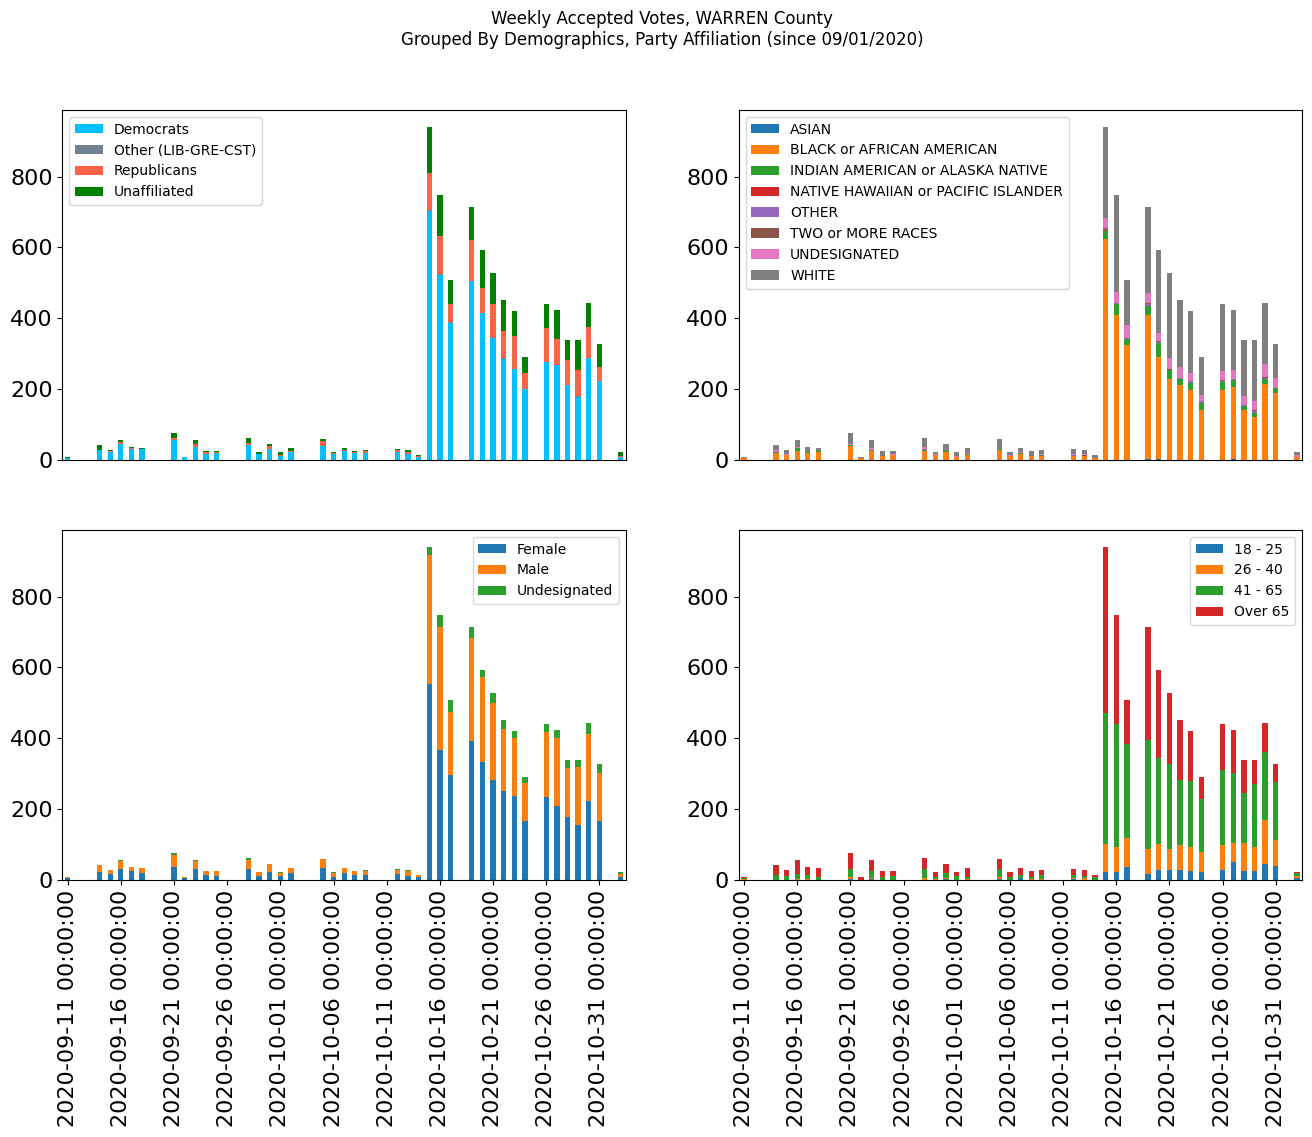 Weekly Accepted Votes, WARREN County
Grouped By Demographics, Party Affiliation (since 09/01/2020)
800
600
400
200
0
Democrats
Other (LIB-GRE-CST)
Republicans
Unaffiliated
800
600
400
200
0
ASIAN
BLACK or AFRICAN AMERICAN
INDIAN AMERICAN or ALASKA NATIVE
NATIVE HAWAIIAN or PACIFIC ISLANDER
OTHER
TWO or MORE RACES
UNDESIGNATED
WHITE
800
600
400
200
0
Female
Male
Undesignated
2020-09-11 00:00:00
2020-09-16 00:00:00
2020-09-21 00:00:00
2020-09-26 00:00:00
2020-10-01 00:00:00
2020-10-06 00:00:00
2020-10-11 00:00:00
2020-10-16 00:00:00
2020-10-21 00:00:00
2020-10-26 00:00:00
2020-10-31 00:00:00
800
600
400
200
0
18 - 25
26 - 40
41 - 65
Over 65
2020-09-11 00:00:00
2020-09-16 00:00:00
2020-09-21 00:00:00
2020-09-26 00:00:00
2020-10-01 00:00:00
2020-10-06 00:00:00
2020-10-11 00:00:00
2020-10-16 00:00:00
2020-10-21 00:00:00
2020-10-26 00:00:00
2020-10-31 00:00:00